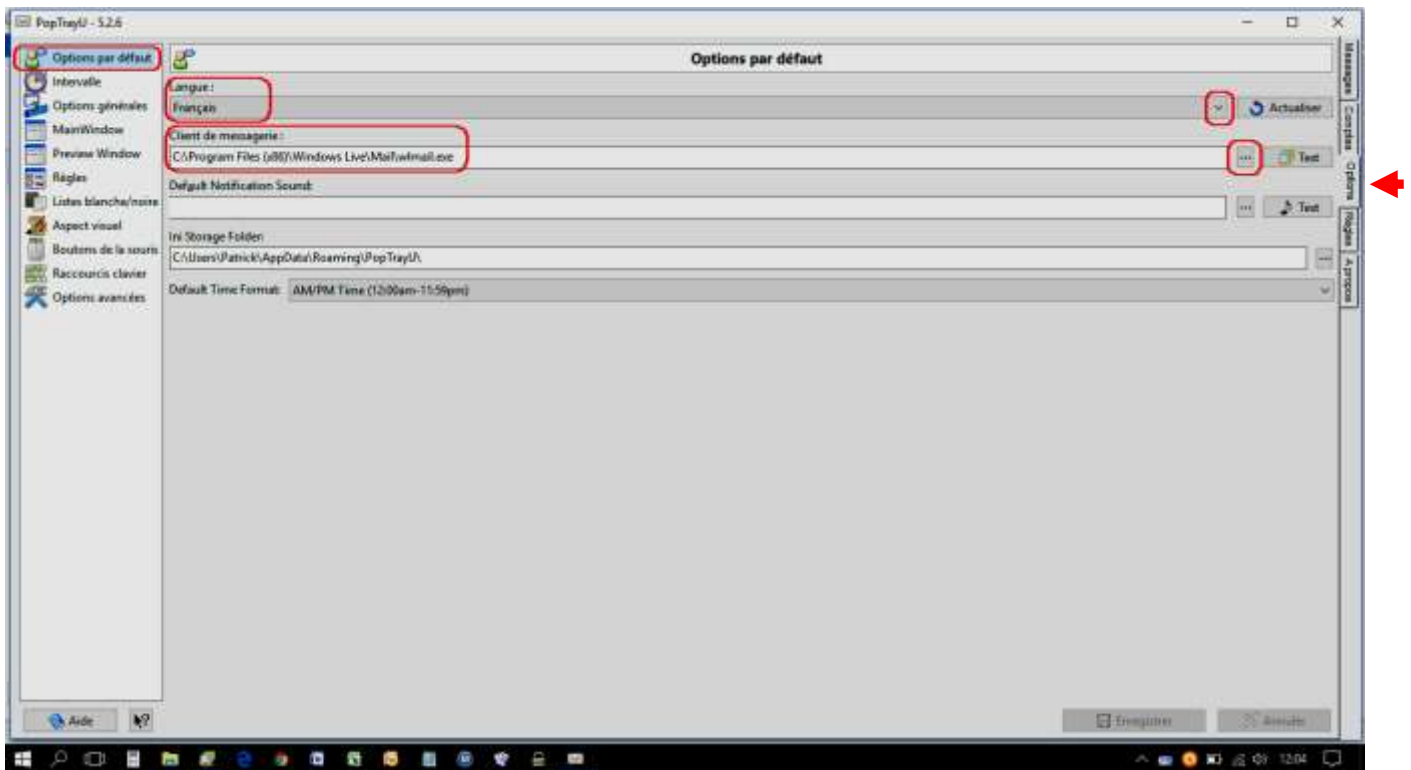 PopTrayU - 5.2.6
Options par défaut
Intervalle
Options générales
MainWindow
Preview Window
Règles
Listes blanche/noire
Aspect visuel
Boutons de la souris
Raccourcis clavier
Options avancées
Aide
Options par défaut
Langue :
Français
Actualiser
Client de messagerie :
C:\Program Files (x86)\Windows Live\Mail\wlmail.exe
... Test
Default Notification Sound:
... Test
Ini Storage Folder:
C:\Users\Patrick\AppData\Roaming\PopTrayU\
...
Default Time Format: AM/PM Time (12:00am-11:59pm)
Enregistrer
Annuler
Messages
Comptes
Options
Règles
A propos
12:04